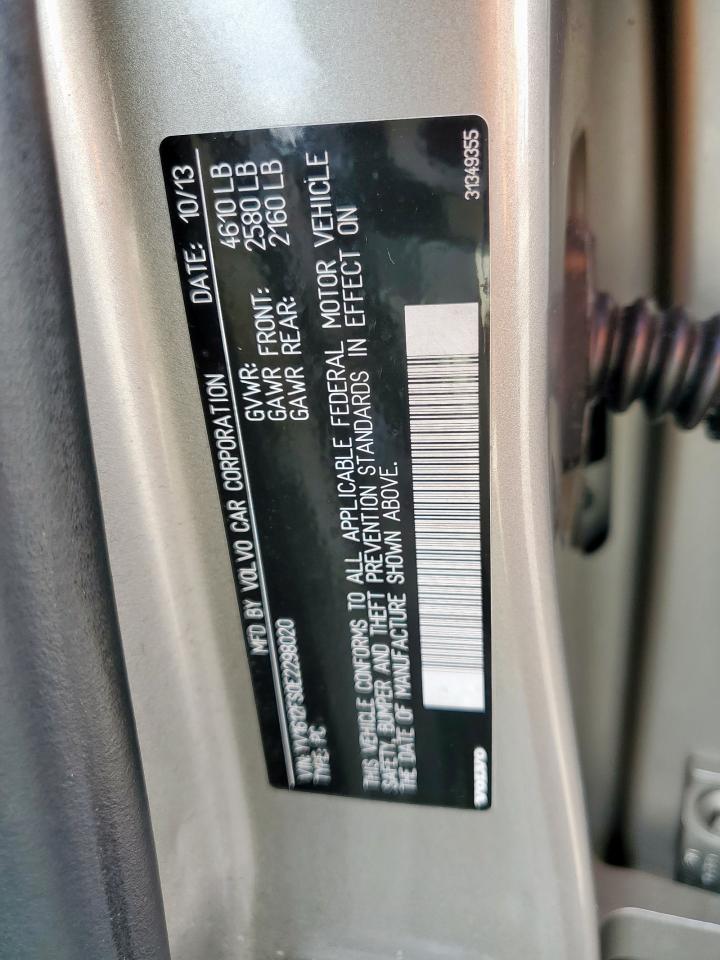 MFD BY VOLVO CAR CORPORATION DATE: 10/13
GVWR: 4610 LB
GAWR FRONT: 2580 LB
GAWR REAR: 2160 LB
VIN: YV1612FS0E2298020
TYPE: PC
THIS VEHICLE CONFORMS TO ALL APPLICABLE FEDERAL MOTOR VEHICLE
SAFETY, BUMPER AND THEFT PREVENTION STANDARDS IN EFFECT ON
THE DATE OF MANUFACTURE SHOWN ABOVE.
VOLVO 31349355